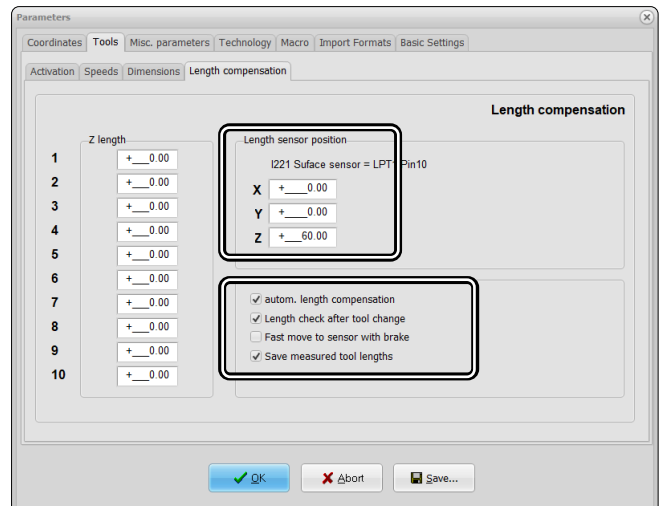 Parameters
Coordinates Tools Misc. parameters Technology Macro Import Formats Basic Settings
Activation Speeds Dimensions Length compensation
Length compensation
Z length
1 +___0.00
2 +___0.00
3 +___0.00
4 +___0.00
5 +___0.00
6 +___0.00
7 +___0.00
8 +___0.00
9 +___0.00
10 +___0.00
Length sensor position
I221 Suface sensor = LPT1 Pin10
X +____0.00
Y +____0.00
Z +___60.00
autom. length compensation
Length check after tool change
Fast move to sensor with brake
Save measured tool lengths
OK Abort Save...